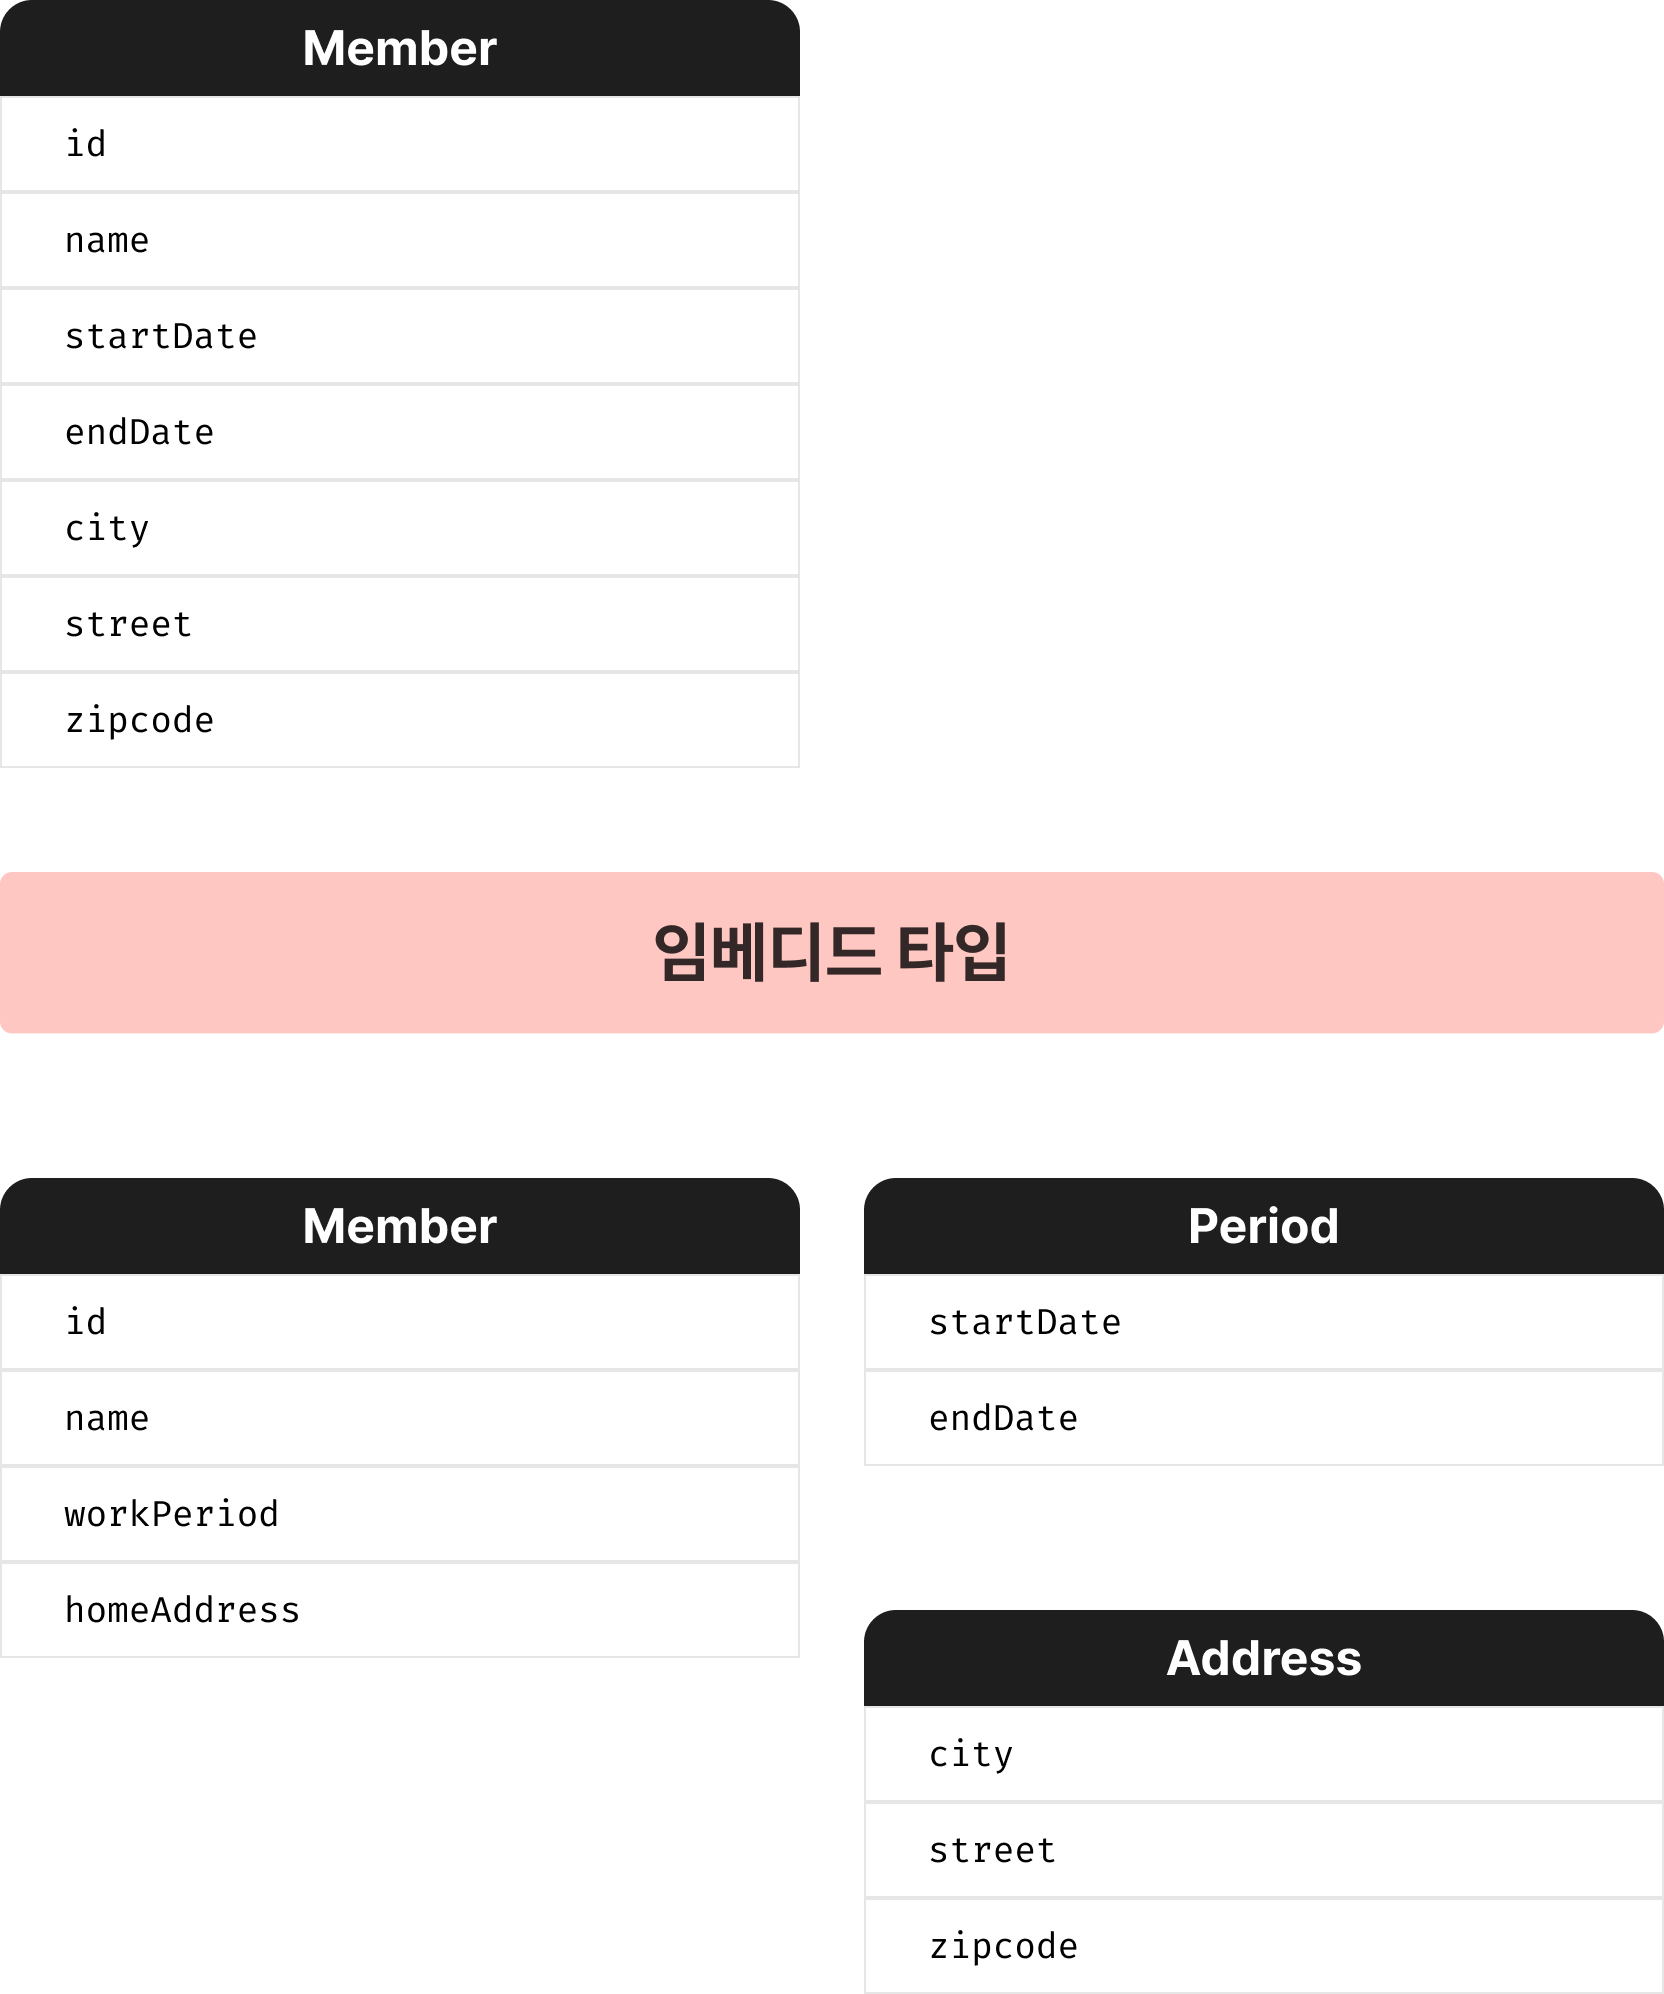 Member
id
name
startDate
endDate
city
street
zipcode
임베디드 타입
Member
id
name
workPeriod
homeAddress
Period
startDate
endDate
Address
city
street
zipcode